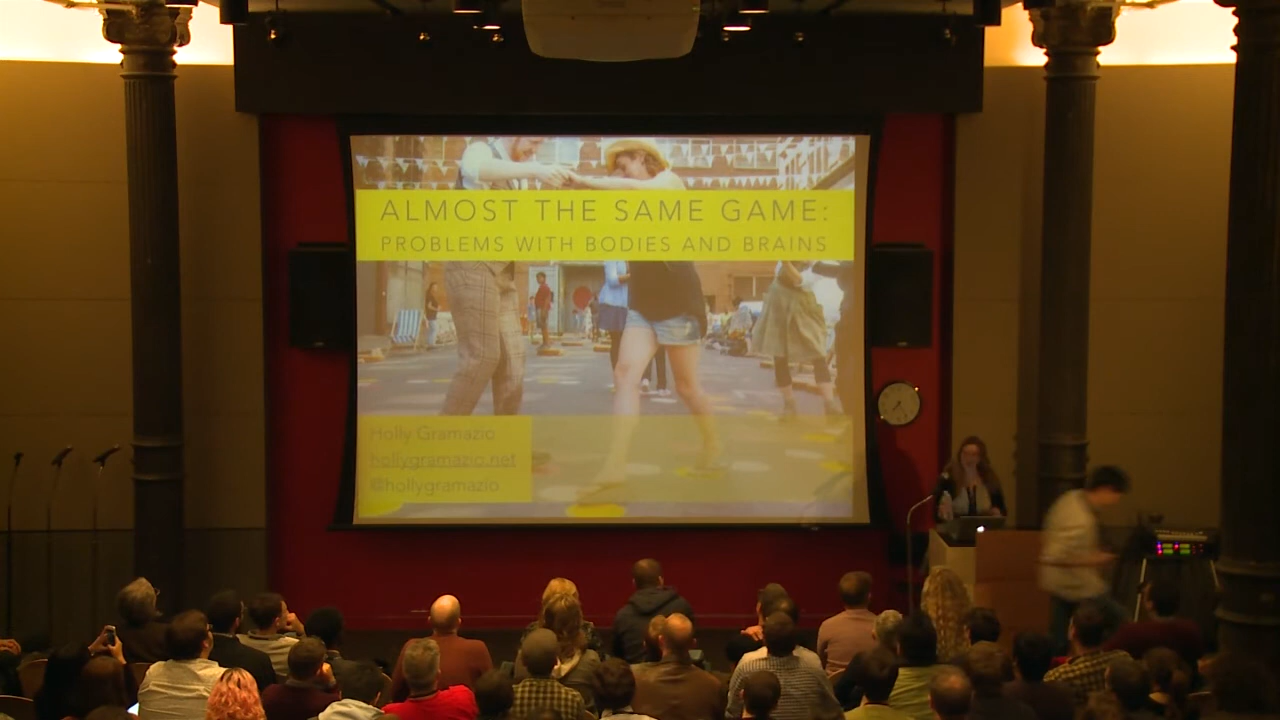 ALMOST THE SAME GAME:
PROBLEMS WITH BODIES AND BRAINS
Holly Gramazio
hollygramazio.net
@hollygramazio